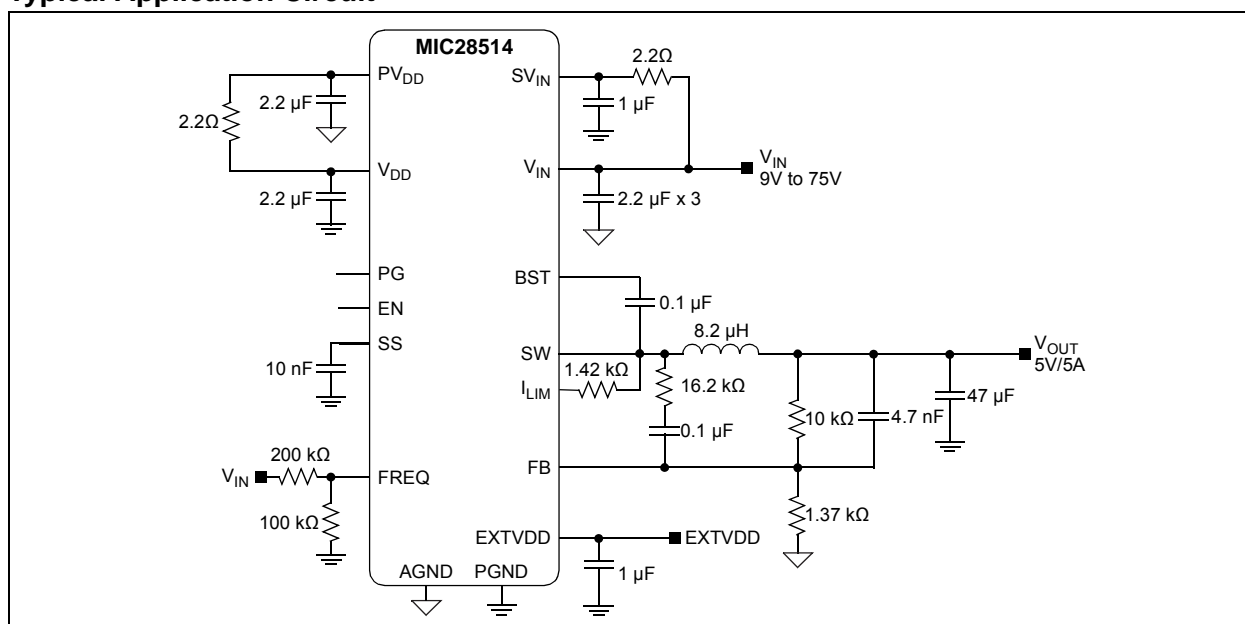 Typical Application Circuit
MIC28514
PVDD
2.2 µF
2.2Ω
VDD
2.2 µF
PG
EN
SS
10 nF
VIN
200 kΩ
FREQ
100 kΩ
AGND
PGND
SVIN
2.2Ω
1 µF
VIN
VIN
9V to 75V
2.2 µF x 3
BST
0.1 µF
SW
8.2 µH
VOUT
5V/5A
ILIM
1.42 kΩ
16.2 kΩ
0.1 µF
10 kΩ
4.7 nF
47 µF
FB
1.37 kΩ
EXTVDD
EXTVDD
1 µF